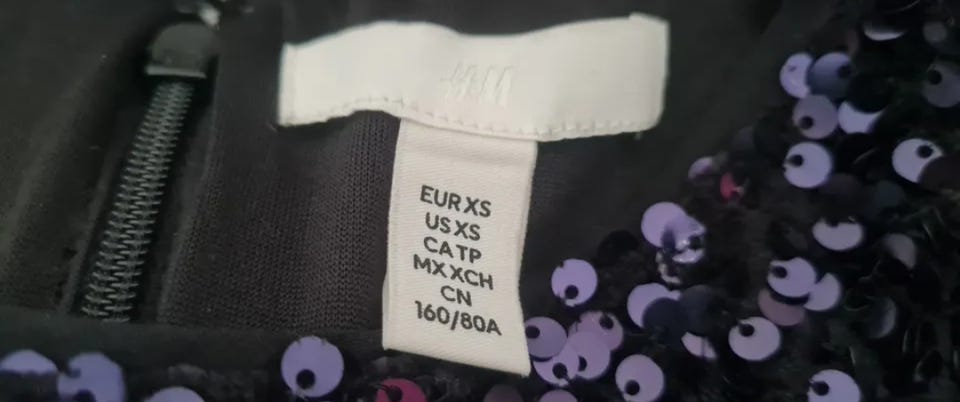 H&M
EUR XS
US XS
CA TP
MX XCH
CN
160/80A